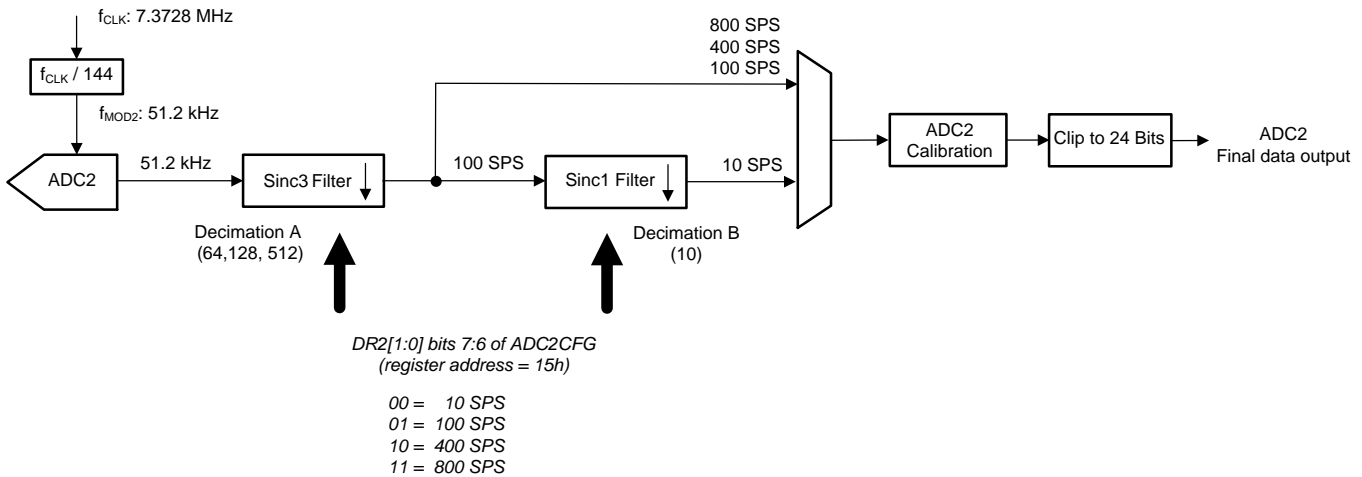 f_CLK: 7.3728 MHz
f_CLK / 144
f_MOD2: 51.2 kHz
ADC2
51.2 kHz
Sinc3 Filter
Decimation A
(64,128, 512)
100 SPS
Sinc1 Filter
Decimation B
(10)
10 SPS
800 SPS
400 SPS
100 SPS
ADC2
Calibration
Clip to 24 Bits
ADC2
Final data output
DR2[1:0] bits 7:6 of ADC2CFG
(register address = 15h)
00 = 10 SPS
01 = 100 SPS
10 = 400 SPS
11 = 800 SPS